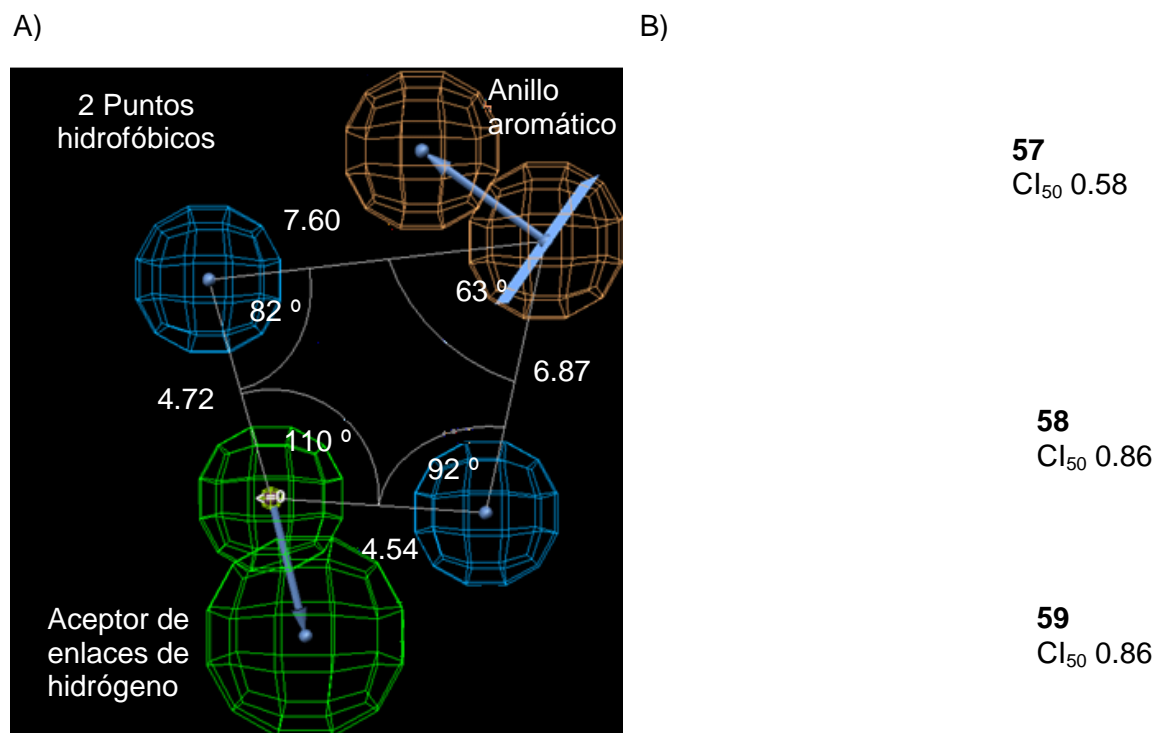 A)
B)
2 Puntos
hidrofóbicos
Anillo
aromático
7.60
82 º
63 º
4.72
6.87
110 º
92 º
<=0
4.54
Aceptor de
enlaces de
hidrógeno
57
CI₅₀ 0.58
58
CI₅₀ 0.86
59
CI₅₀ 0.86